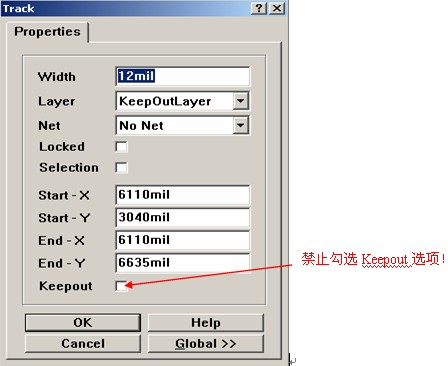 Track
Properties
Width 12mil
Layer KeepOutLayer
Net No Net
Locked
Selection
Start - X 6110mil
Start - Y 3040mil
End - X 6110mil
End - Y 6635mil
Keepout
禁止勾选 Keepout 选项!
OK Help
Cancel Global >>